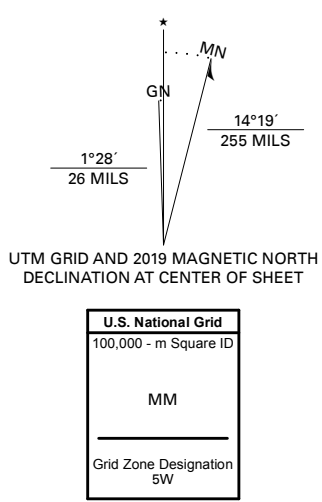 ★
MN
GN
14°19´
255 MILS
1°28´
26 MILS
UTM GRID AND 2019 MAGNETIC NORTH
DECLINATION AT CENTER OF SHEET
U.S. National Grid
100,000 - m Square ID
MM
Grid Zone Designation
5W